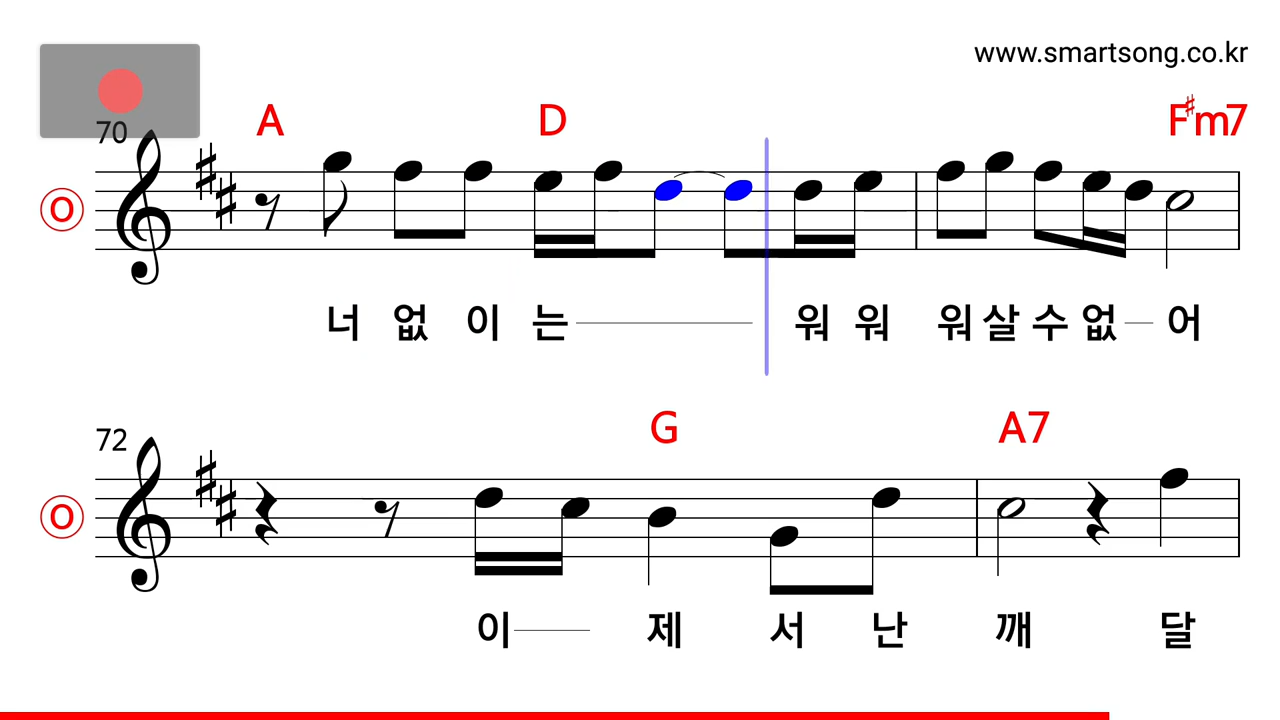 www.smartsong.co.kr
70
A D F♯m7
O
너 없 이 는 워 워 워 살 수 없 어
72
G A7
O
이 제 서 난 깨 달